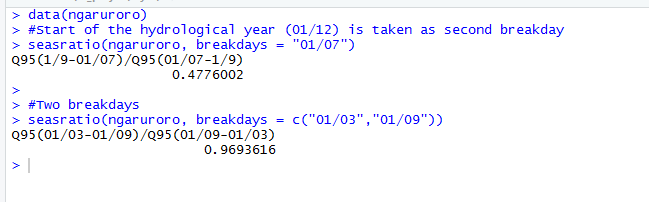 > data(ngaruroro)
> #Start of the hydrological year (01/12) is taken as second breakday
> seasratio(ngaruroro, breakdays = "01/07")
Q95(1/9-01/07)/Q95(01/07-1/9)
0.4776002
>
> #Two breakdays
> seasratio(ngaruroro, breakdays = c("01/03","01/09"))
Q95(01/03-01/09)/Q95(01/09-01/03)
0.9693616
>